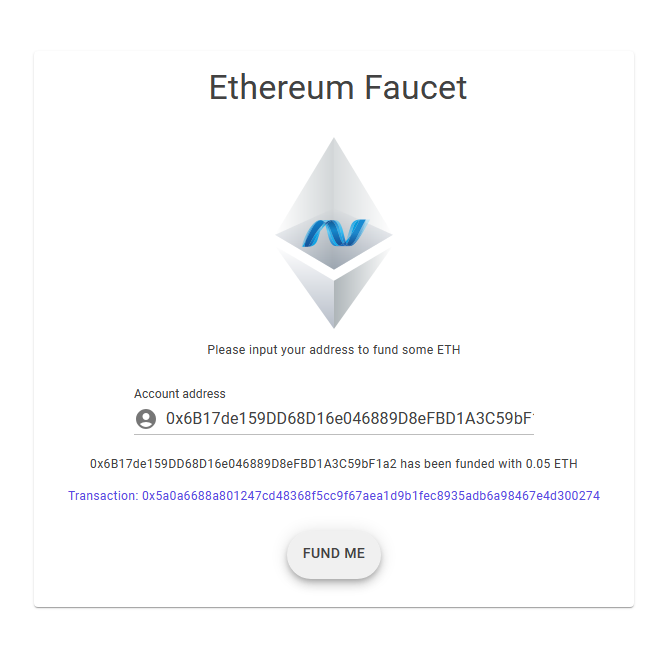 Ethereum Faucet
Please input your address to fund some ETH
Account address
0x6B17de159DD68D16e046889D8eFBD1A3C59bF
0x6B17de159DD68D16e046889D8eFBD1A3C59bF1a2 has been funded with 0.05 ETH
Transaction: 0x5a0a6688a801247cd48368f5cc9f67aea1d9b1fec8935adb6a98467e4d300274
FUND ME